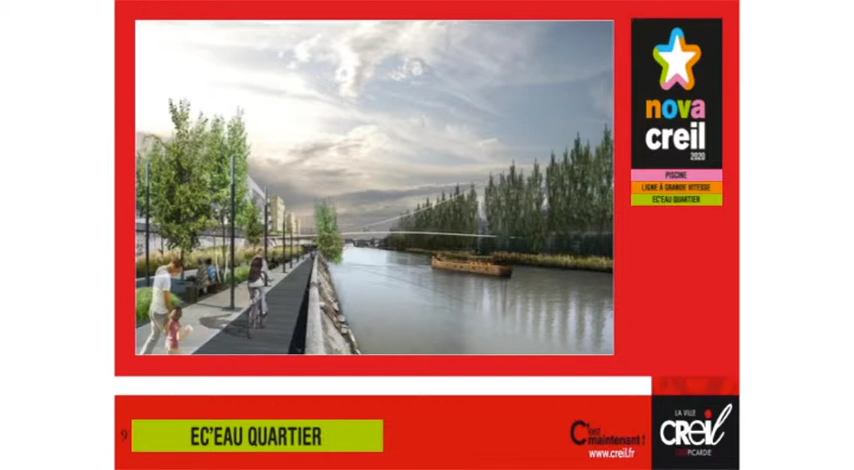 nova
creil
2020
PISCINE
LIGNE À GRANDE VITESSE
EC'EAU QUARTIER
9
EC'EAU QUARTIER
C'est
maintenant !
www.creil.fr
LA VILLE
CREIL
PICARDIE